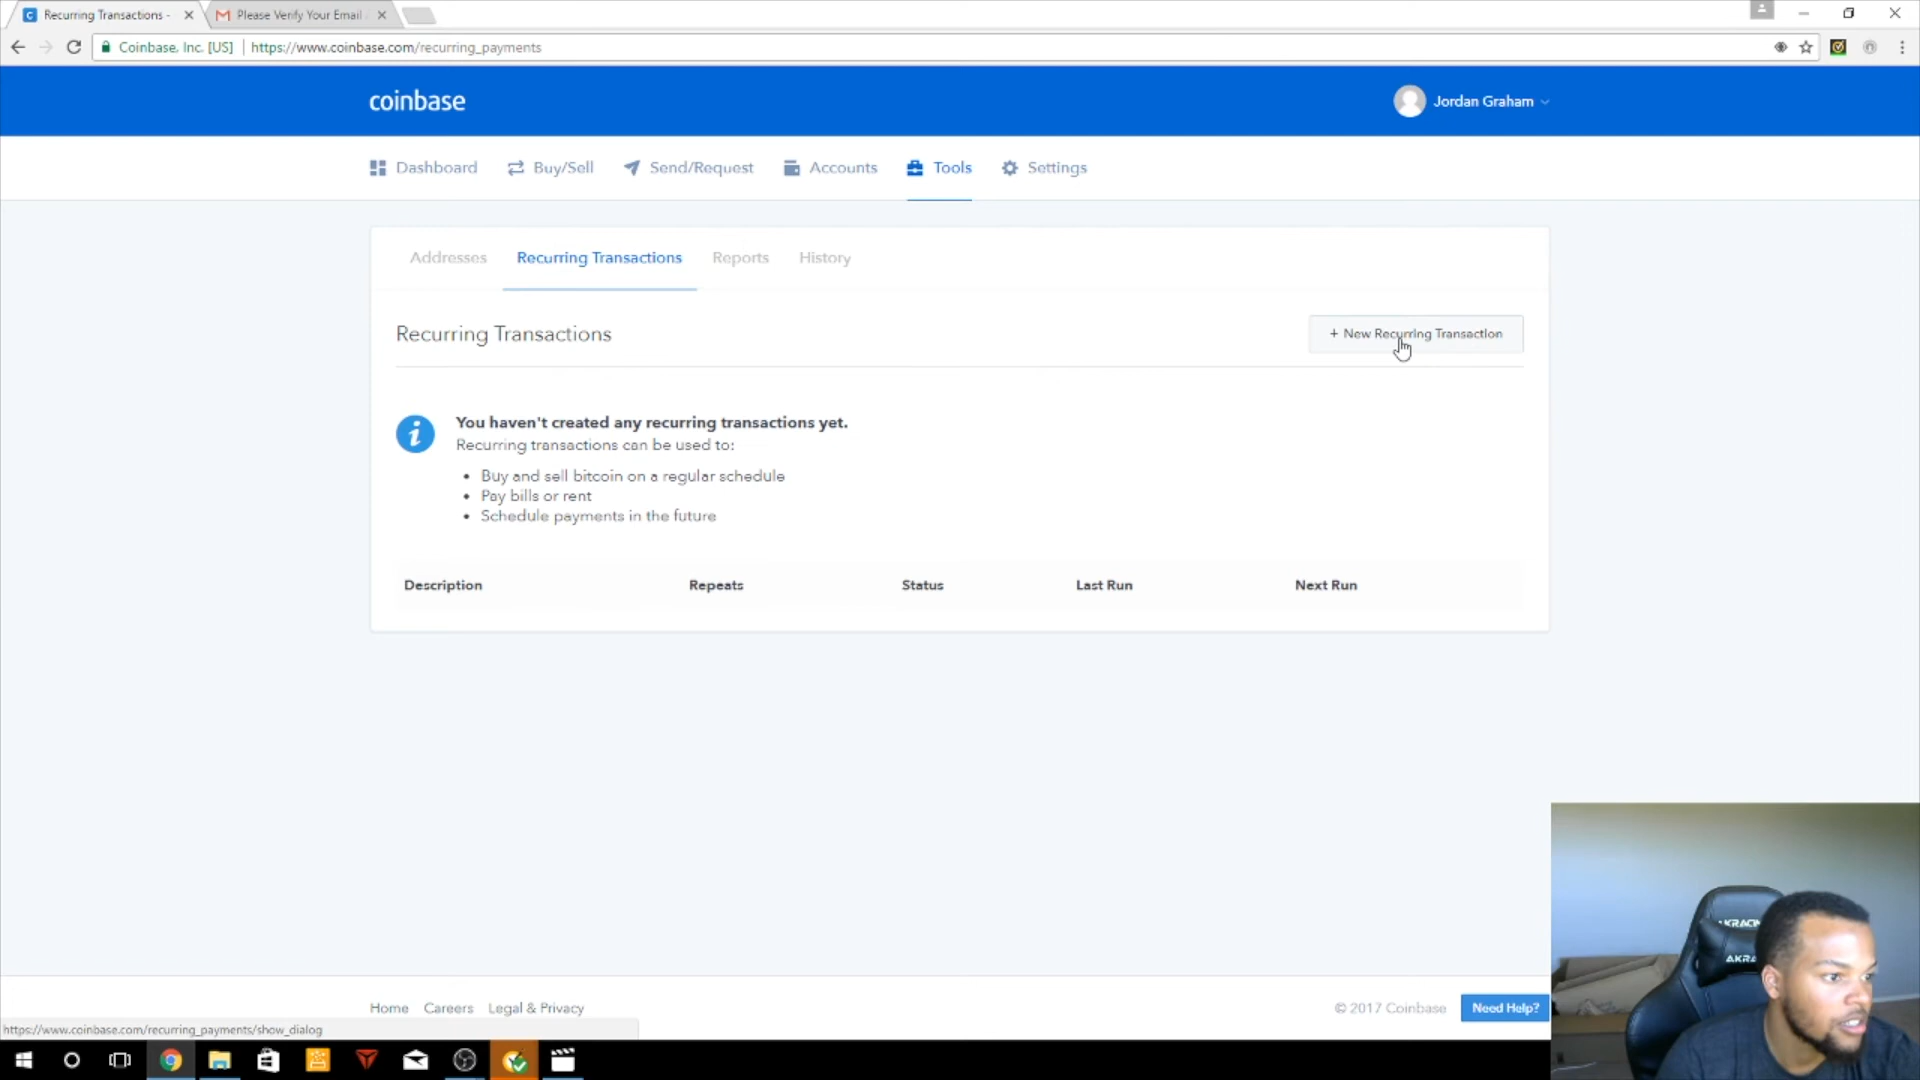 Recurring Transactions -
Please Verify Your Email
Coinbase, Inc. [US] https://www.coinbase.com/recurring_payments
coinbase
Jordan Graham
Dashboard Buy/Sell Send/Request Accounts Tools Settings
Addresses Recurring Transactions Reports History
Recurring Transactions
+ New Recurring Transaction
You haven't created any recurring transactions yet.
Recurring transactions can be used to:
• Buy and sell bitcoin on a regular schedule
• Pay bills or rent
• Schedule payments in the future
Description Repeats Status Last Run Next Run
Home Careers Legal & Privacy
© 2017 Coinbase
Need Help?
https://www.coinbase.com/recurring_payments/show_dialog
AKRACIN
AKRA